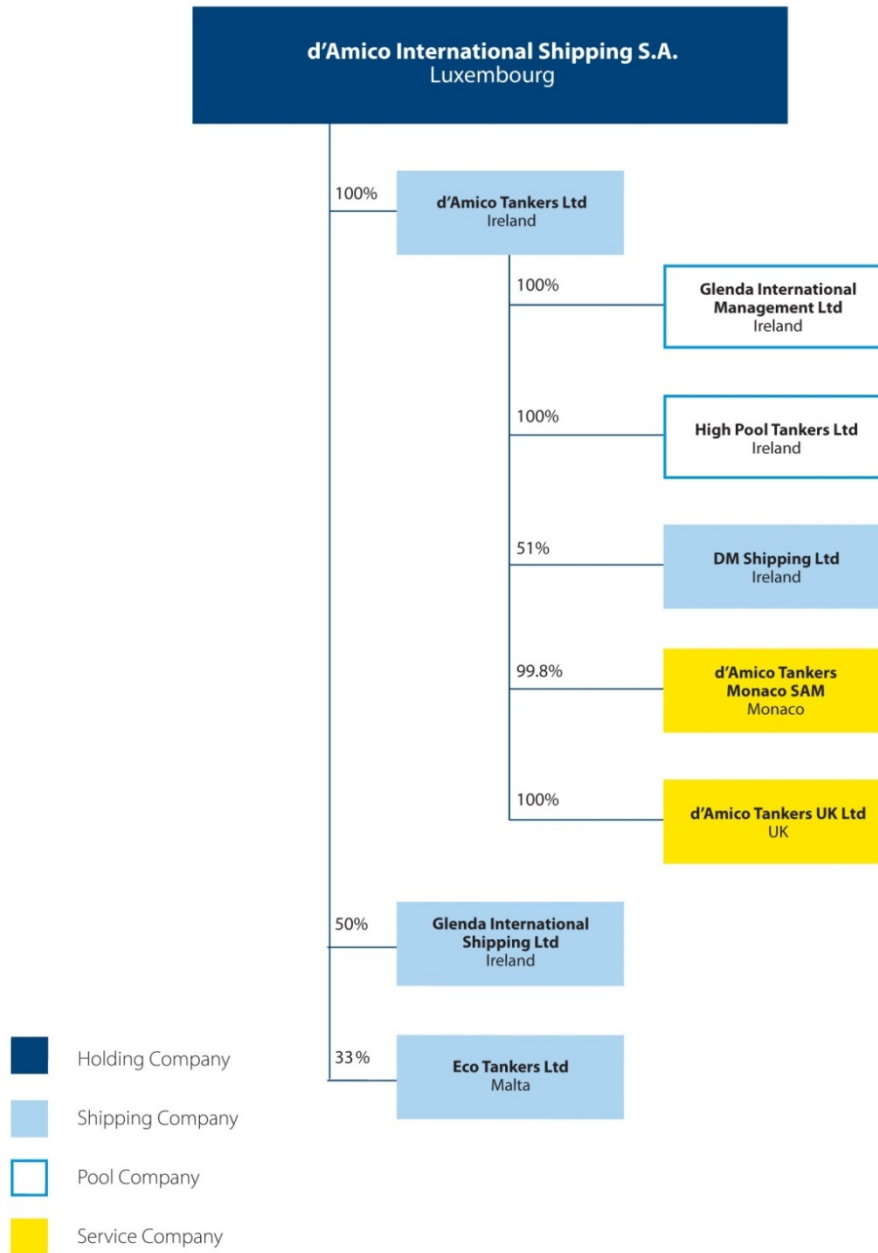 d'Amico International Shipping S.A.
Luxembourg
100%
d'Amico Tankers Ltd
Ireland
100%
Glenda International
Management Ltd
Ireland
100%
High Pool Tankers Ltd
Ireland
51%
DM Shipping Ltd
Ireland
99.8%
d'Amico Tankers
Monaco SAM
Monaco
100%
d'Amico Tankers UK Ltd
UK
50%
Glenda International
Shipping Ltd
Ireland
33%
Eco Tankers Ltd
Malta
Holding Company
Shipping Company
Pool Company
Service Company